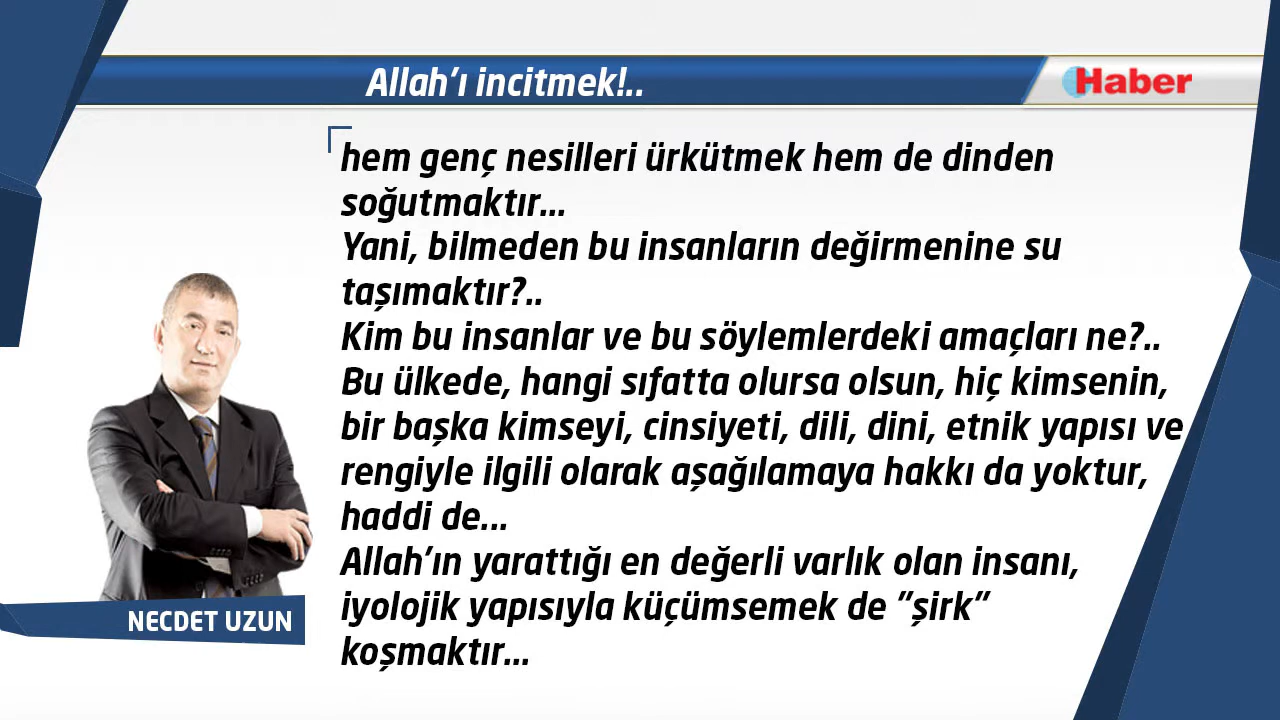 Allah'ı incitmek!..
Haber
hem genç nesilleri ürkütmek hem de dinden
soğutmaktır...
Yani, bilmeden bu insanların değirmenine su
taşımaktır?..
Kim bu insanlar ve bu söylemlerdeki amaçları ne?..
Bu ülkede, hangi sıfatta olursa olsun, hiç kimsenin,
bir başka kimseyi, cinsiyeti, dili, dini, etnik yapısı ve
rengiyle ilgili olarak aşağılamaya hakkı da yoktur,
haddi de...
Allah'ın yarattığı en değerli varlık olan insanı,
iyolojik yapısıyla küçümsemek de "şirk"
koşmaktır...
NECDET UZUN